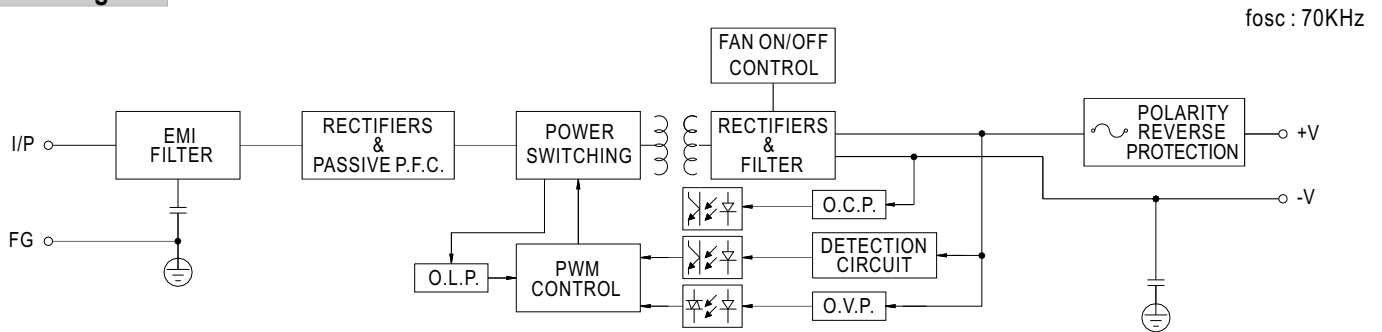 fosc : 70KHz
FAN ON/OFF
CONTROL
I/P
EMI
FILTER
RECTIFIERS
&
PASSIVE P.F.C.
POWER
SWITCHING
RECTIFIERS
&
FILTER
POLARITY
REVERSE
PROTECTION
+V
-V
O.C.P.
FG
O.L.P.
PWM
CONTROL
DETECTION
CIRCUIT
O.V.P.